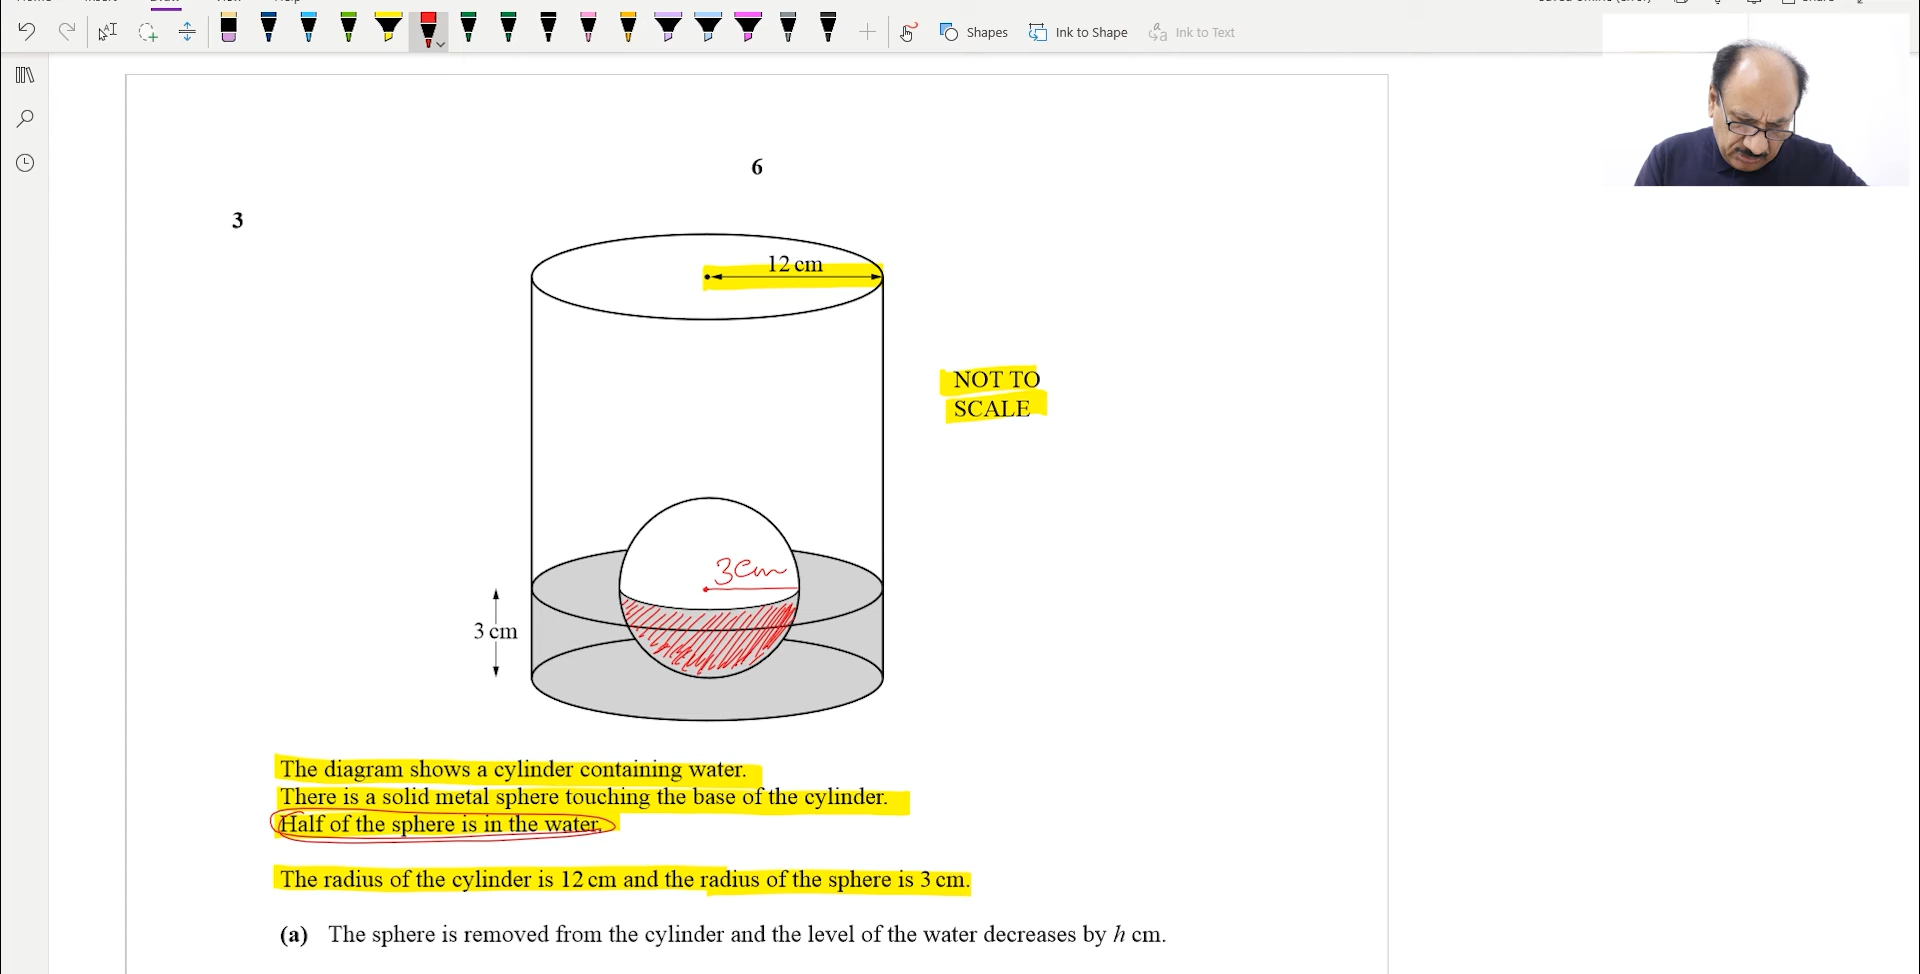 Shapes
Ink to Shape
Ink to Text
6
3
12 cm
NOT TO
SCALE
3cm
3 cm
The diagram shows a cylinder containing water.
There is a solid metal sphere touching the base of the cylinder.
Half of the sphere is in the water.
The radius of the cylinder is 12 cm and the radius of the sphere is 3 cm.
(a) The sphere is removed from the cylinder and the level of the water decreases by h cm.